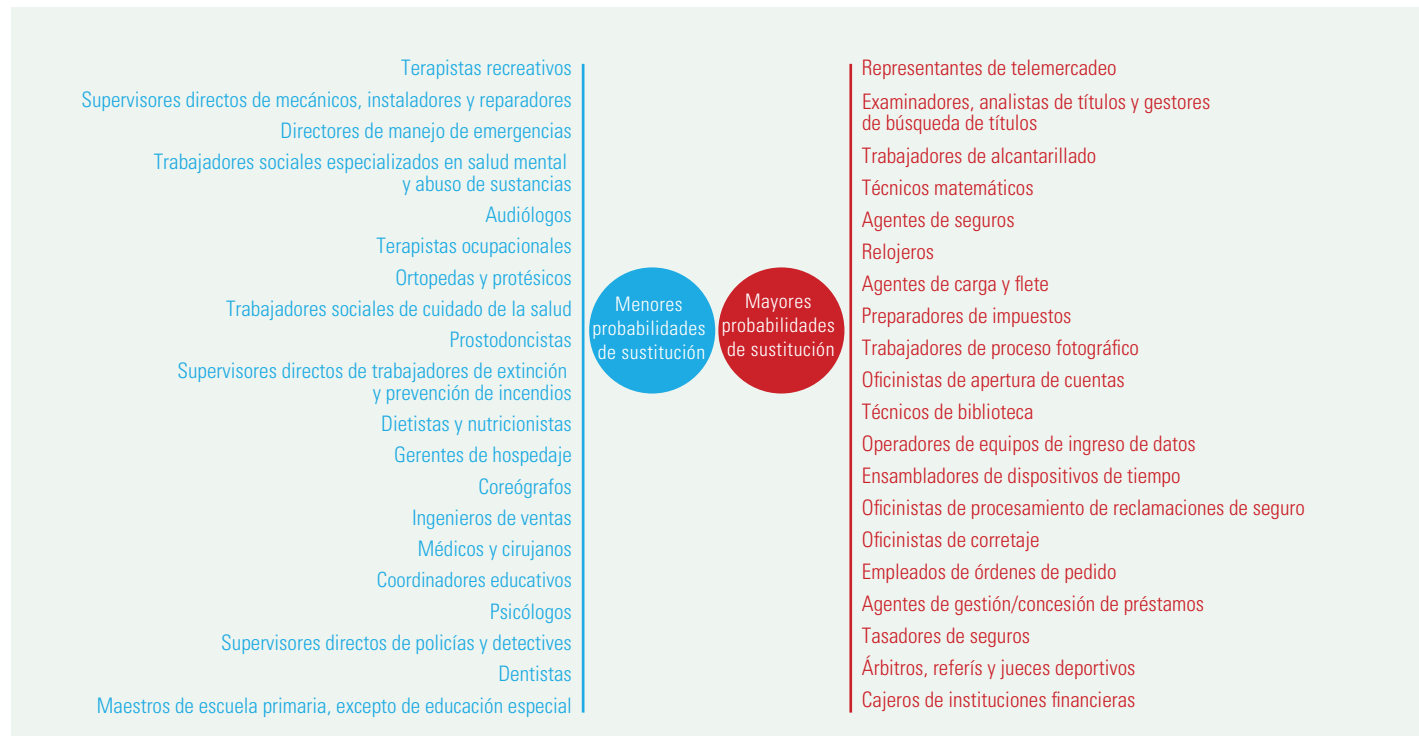 Terapistas recreativos
Supervisores directos de mecánicos, instaladores y reparadores
Directores de manejo de emergencias
Trabajadores sociales especializados en salud mental
y abuso de sustancias
Audiólogos
Terapistas ocupacionales
Ortopedas y protésicos
Trabajadores sociales de cuidado de la salud
Prostodoncistas
Supervisores directos de trabajadores de extinción
y prevención de incendios
Dietistas y nutricionistas
Gerentes de hospedaje
Coreógrafos
Ingenieros de ventas
Médicos y cirujanos
Coordinadores educativos
Psicólogos
Supervisores directos de policías y detectives
Dentistas
Maestros de escuela primaria, excepto de educación especial
Menores
probabilidades
de sustitución
Mayores
probabilidades
de sustitución
Representantes de telemercadeo
Examinadores, analistas de títulos y gestores
de búsqueda de títulos
Trabajadores de alcantarillado
Técnicos matemáticos
Agentes de seguros
Relojeros
Agentes de carga y flete
Preparadores de impuestos
Trabajadores de proceso fotográfico
Oficinistas de apertura de cuentas
Técnicos de biblioteca
Operadores de equipos de ingreso de datos
Ensambladores de dispositivos de tiempo
Oficinistas de procesamiento de reclamaciones de seguro
Oficinistas de corretaje
Empleados de órdenes de pedido
Agentes de gestión/concesión de préstamos
Tasadores de seguros
Árbitros, referís y jueces deportivos
Cajeros de instituciones financieras